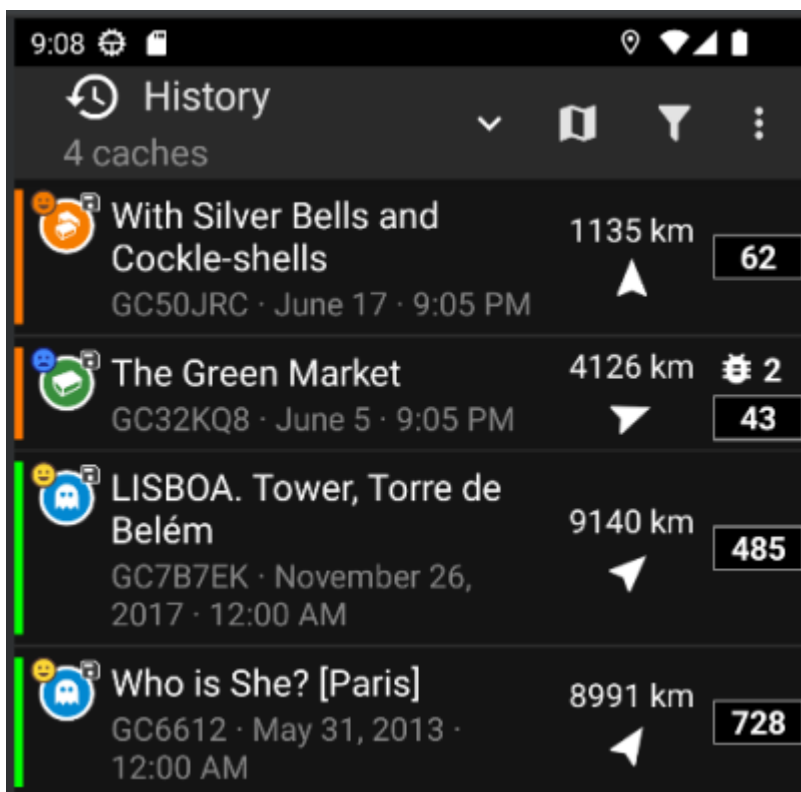 9:08
History
4 caches
With Silver Bells and
Cockle-shells
GC50JRC · June 17 · 9:05 PM
1135 km
62
The Green Market
GC32KQ8 · June 5 · 9:05 PM
4126 km
2
43
LISBOA. Tower, Torre de
Belém
GC7B7EK · November 26,
2017 · 12:00 AM
9140 km
485
Who is She? [Paris]
GC6612 · May 31, 2013 ·
12:00 AM
8991 km
728